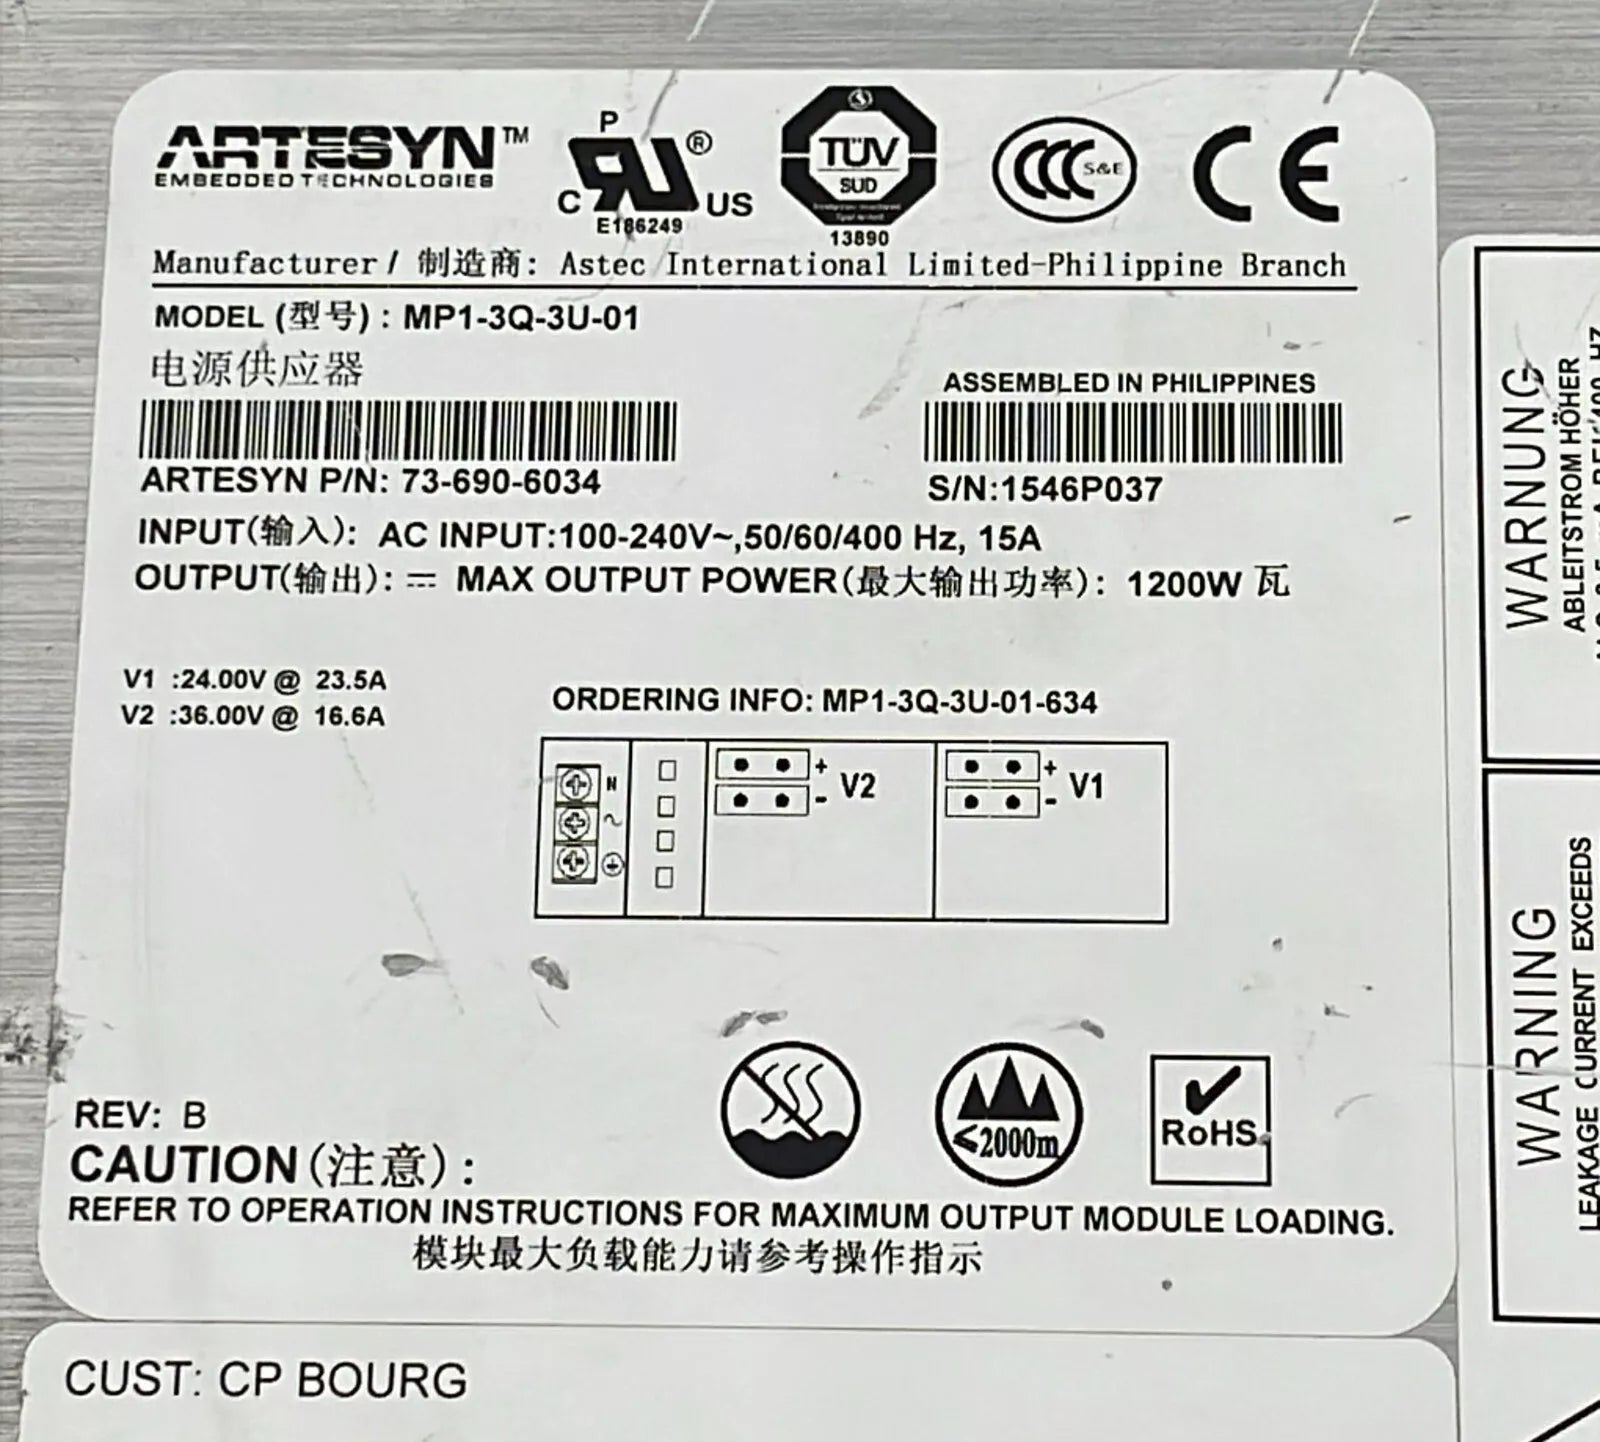 ARTESYN™
EMBEDDED TECHNOLOGIES
P
C ® US
E186249
TÜV
SÜD
13890
CCC S&E
CE
Manufacturer / 制造商: Astec International Limited-Philippine Branch
MODEL (型号) : MP1-3Q-3U-01
电源供应器
ASSEMBLED IN PHILIPPINES
ARTESYN P/N: 73-690-6034
S/N:1546P037
INPUT(输入): AC INPUT:100-240V~,50/60/400 Hz, 15A
OUTPUT(输出): ⎓ MAX OUTPUT POWER(最大输出功率): 1200W 瓦
V1 :24.00V @ 23.5A
V2 :36.00V @ 16.6A
ORDERING INFO: MP1-3Q-3U-01-634
N
~
+
- V2
+
- V1
≤2000m
RoHS
REV: B
CAUTION(注意):
REFER TO OPERATION INSTRUCTIONS FOR MAXIMUM OUTPUT MODULE LOADING.
模块最大负载能力请参考操作指示
CUST: CP BOURG
WARNUNG
ABLEITSTROM HÖHER
WARNING
LEAKAGE CURRENT EXCEEDS